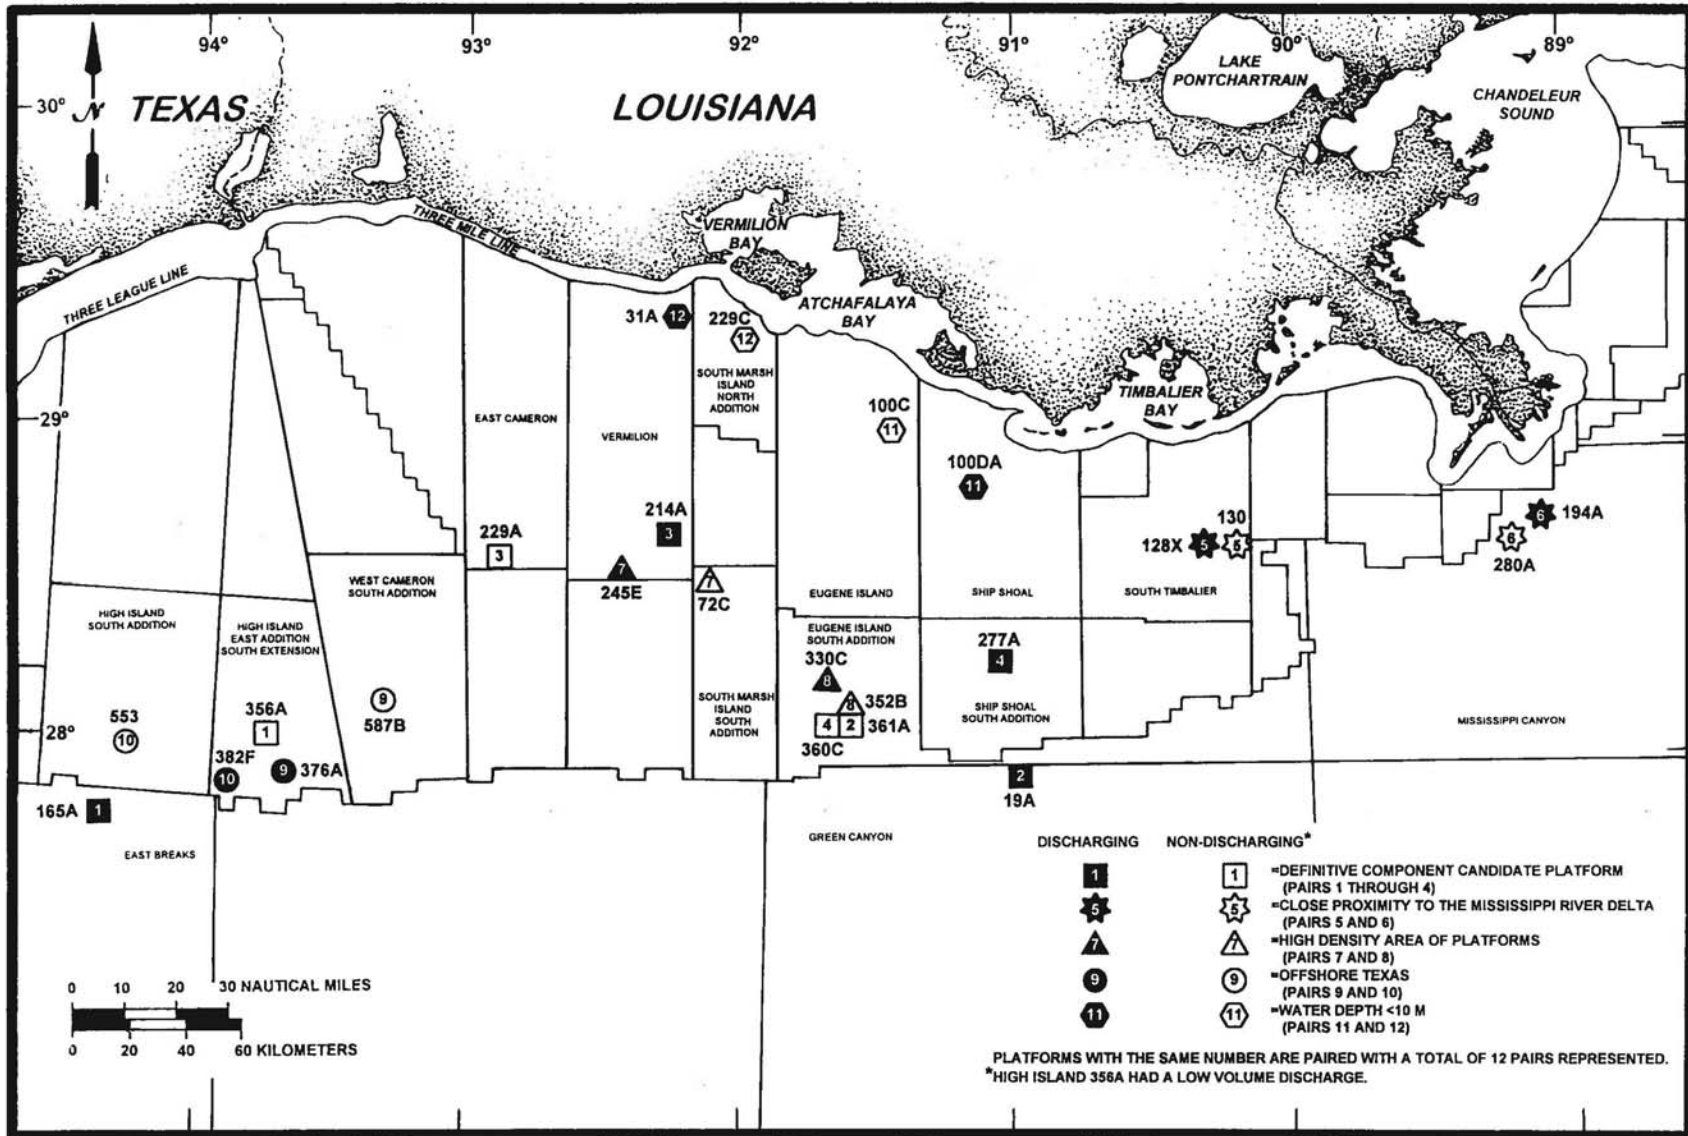 94°
93°
92°
91°
90°
89°
30°
N
TEXAS
LOUISIANA
LAKE
PONTCHARTRAIN
CHANDELEUR
SOUND
THREE MILE LINE
VERMILION
BAY
THREE LEAGUE LINE
ATCHAFALAYA
BAY
31A
12
229C
12
SOUTH MARSH
ISLAND
NORTH
ADDITION
TIMBALIER
BAY
29°
EAST CAMERON
VERMILION
100C
11
100DA
11
214A
3
229A
3
128X
5
130
5
6
194A
6
280A
7
245E
7
72C
WEST CAMERON
SOUTH ADDITION
EUGENE ISLAND
SHIP SHOAL
SOUTH TIMBALIER
HIGH ISLAND
SOUTH ADDITION
HIGH ISLAND
EAST ADDITION
SOUTH EXTENSION
EUGENE ISLAND
SOUTH ADDITION
277A
4
330C
8
8
352B
9
587B
SOUTH MARSH
ISLAND
SOUTH
ADDITION
SHIP SHOAL
SOUTH ADDITION
MISSISSIPPI CANYON
553
10
28°
356A
1
4
2
361A
360C
382F
10
9
376A
2
19A
165A
1
EAST BREAKS
GREEN CANYON
DISCHARGING
NON-DISCHARGING*
1
1
=DEFINITIVE COMPONENT CANDIDATE PLATFORM
(PAIRS 1 THROUGH 4)
5
5
=CLOSE PROXIMITY TO THE MISSISSIPPI RIVER DELTA
(PAIRS 5 AND 6)
7
7
=HIGH DENSITY AREA OF PLATFORMS
(PAIRS 7 AND 8)
9
9
=OFFSHORE TEXAS
(PAIRS 9 AND 10)
11
11
=WATER DEPTH <10 M
(PAIRS 11 AND 12)
0 10 20 30 NAUTICAL MILES
0 20 40 60 KILOMETERS
PLATFORMS WITH THE SAME NUMBER ARE PAIRED WITH A TOTAL OF 12 PAIRS REPRESENTED.
*HIGH ISLAND 356A HAD A LOW VOLUME DISCHARGE.